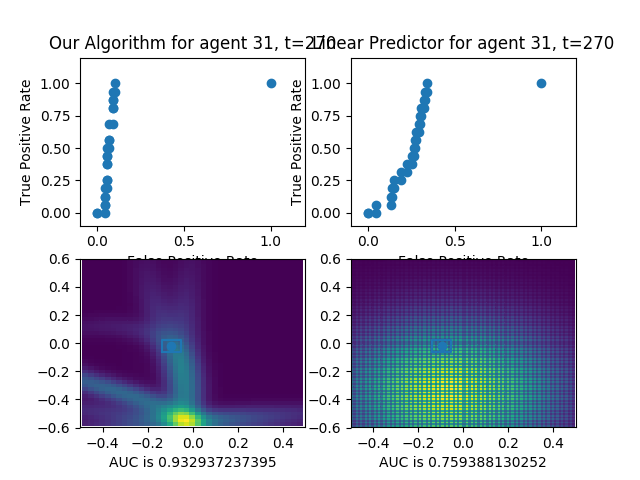 Our Algorithm for agent 31, t=270
Linear Predictor for agent 31, t=270
True Positive Rate
1.00
0.75
0.50
0.25
0.00
0.0 0.5 1.0
False Positive Rate
True Positive Rate
1.00
0.75
0.50
0.25
0.00
0.0 0.5 1.0
False Positive Rate
0.6
0.4
0.2
0.0
−0.2
−0.4
−0.6
−0.4 −0.2 0.0 0.2 0.4
AUC is 0.932937237395
0.6
0.4
0.2
0.0
−0.2
−0.4
−0.6
−0.4 −0.2 0.0 0.2 0.4
AUC is 0.759388130252